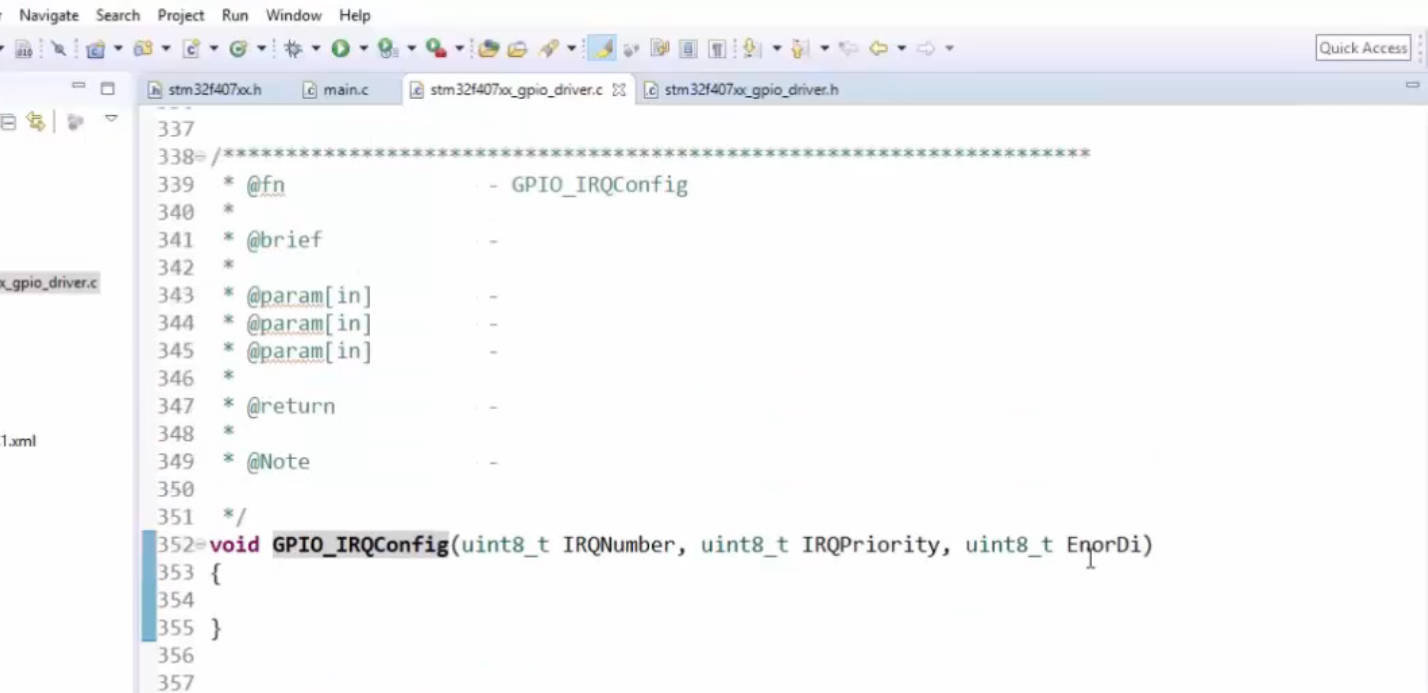 Navigate Search Project Run Window Help
Quick Access
stm32f407xx.h main.c stm32f407xx_gpio_driver.c stm32f407xx_gpio_driver.h
x_gpio_driver.c
1.xml
337
338 /**********************************************************************
339 * @fn - GPIO_IRQConfig
340 *
341 * @brief -
342 *
343 * @param[in] -
344 * @param[in] -
345 * @param[in] -
346 *
347 * @return -
348 *
349 * @Note -
350
351 */
352 void GPIO_IRQConfig(uint8_t IRQNumber, uint8_t IRQPriority, uint8_t EnorDi)
353 {
354
355 }
356
357